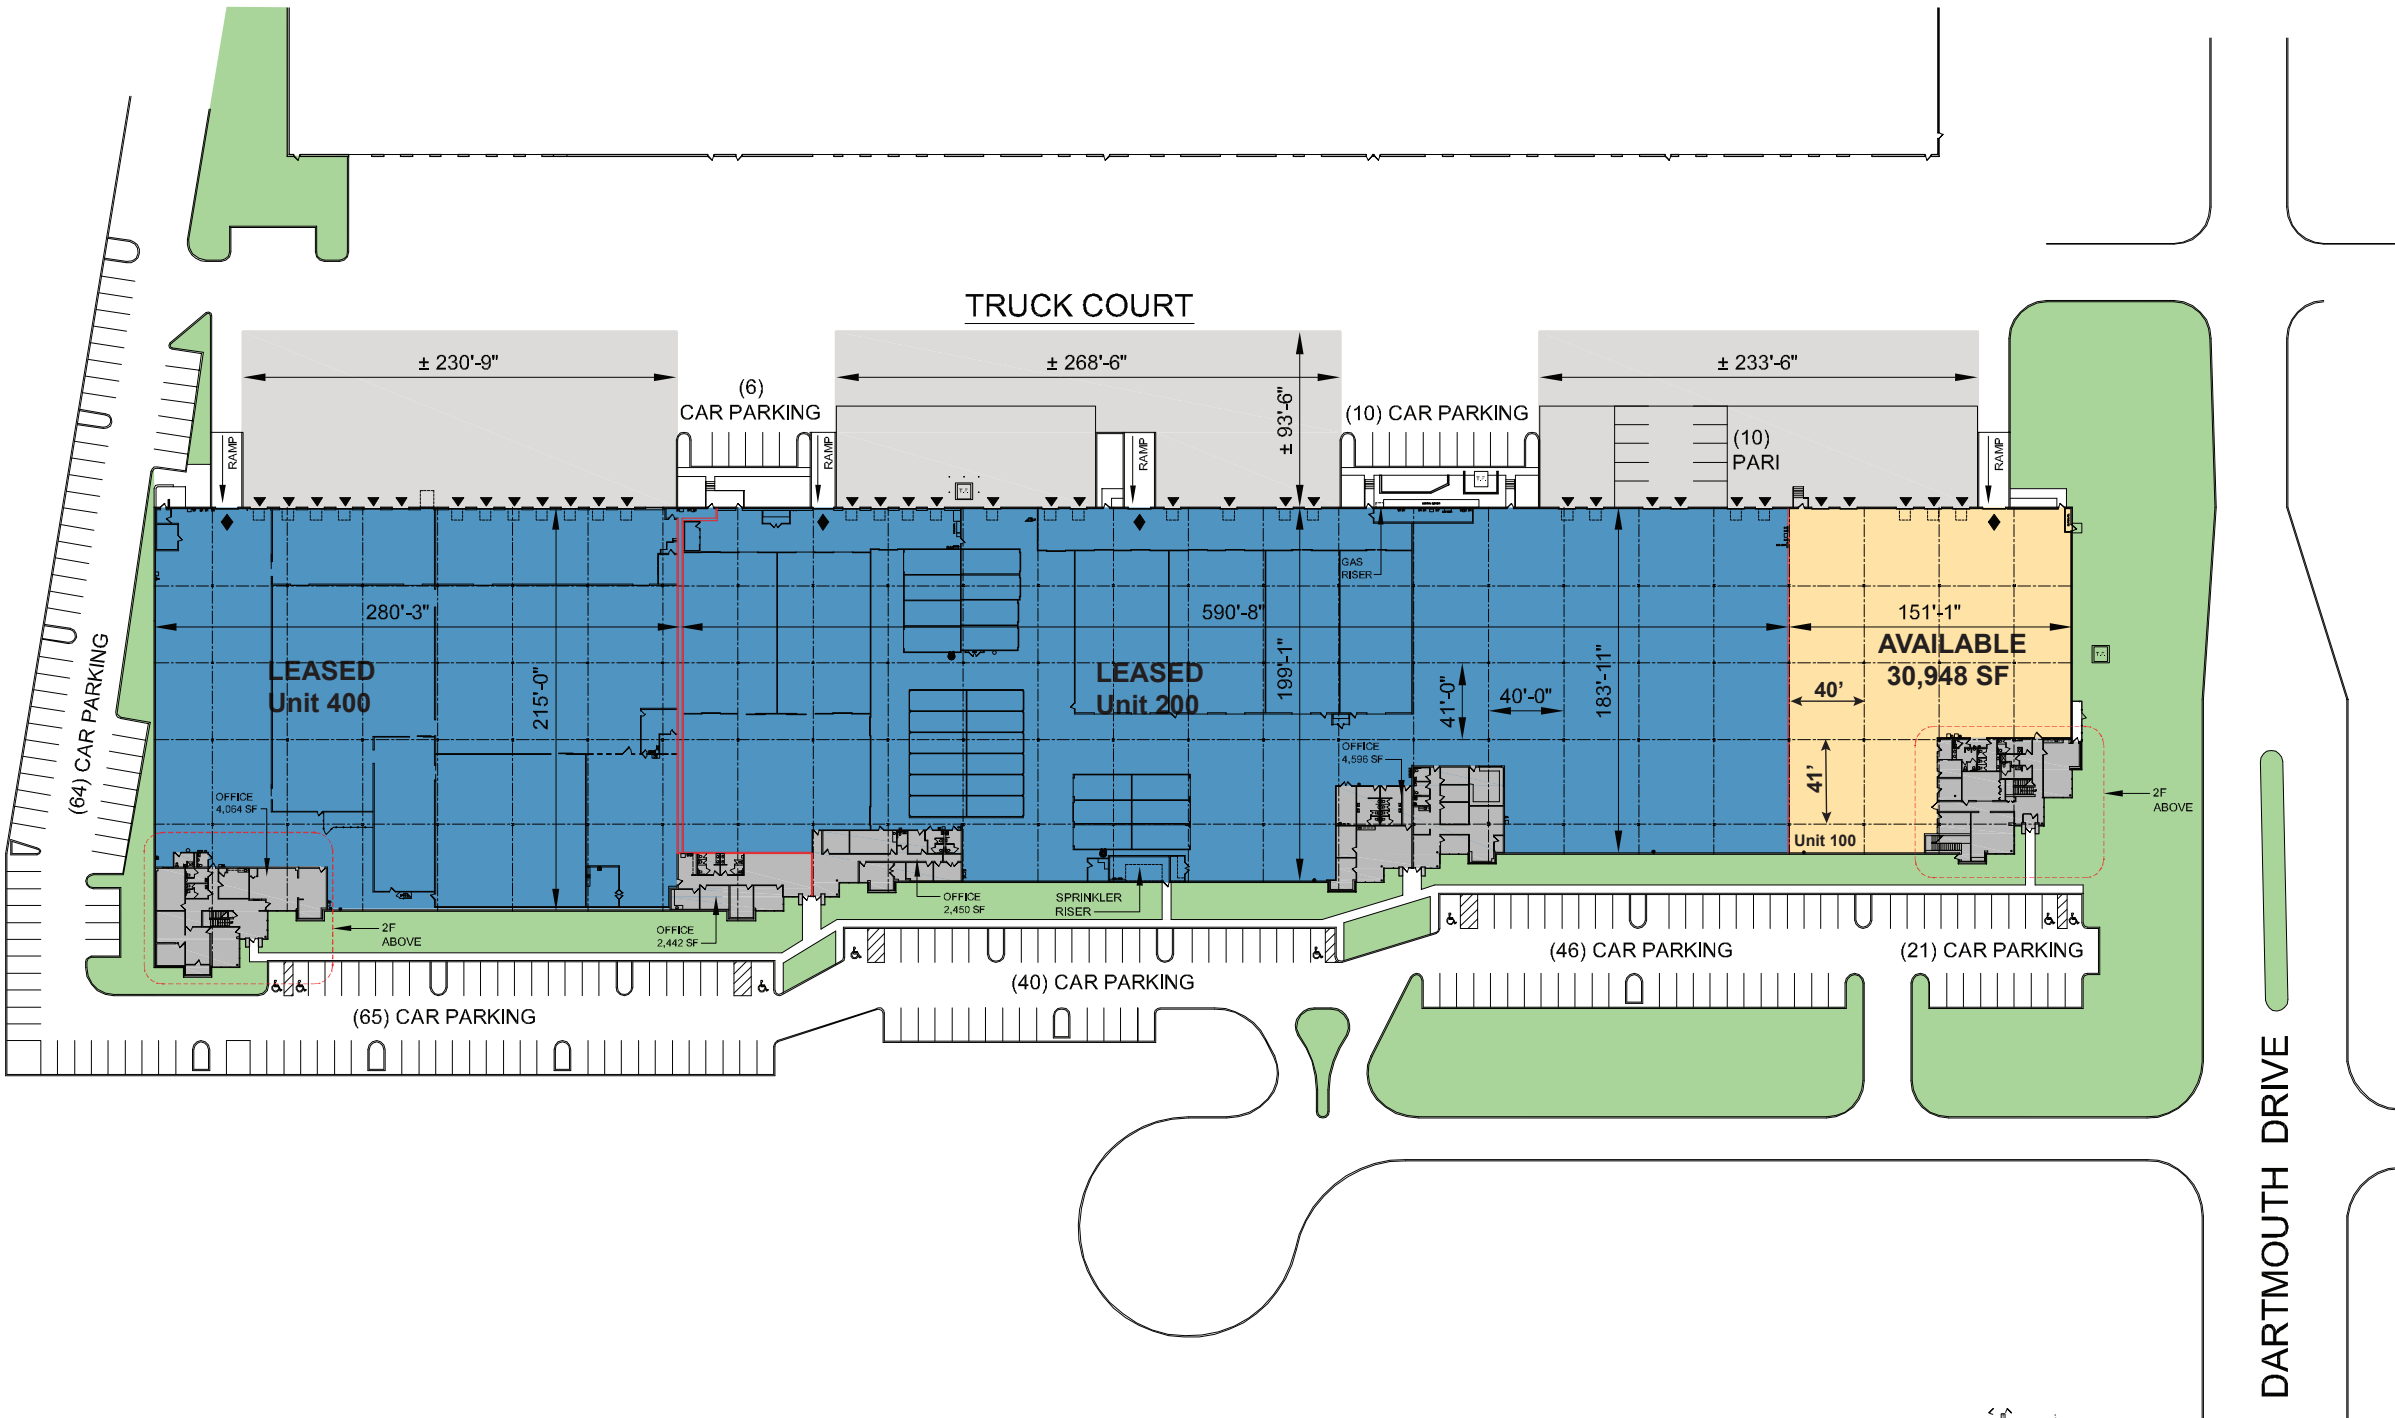 TRUCK COURT
± 230'-9"
± 268'-6"
± 233'-6"
(6)
CAR PARKING
± 93'-6"
(10) CAR PARKING
(10)
PARI
RAMP
RAMP
RAMP
RAMP
GAS
RISER
280'-3"
590'-8"
151'-1"
LEASED
Unit 400
215'-0"
LEASED
Unit 200
199'-1"
41'-0"
40'-0"
183'-11"
AVAILABLE
30,948 SF
40'
41'
Unit 100
(64) CAR PARKING
OFFICE
4,064 SF
OFFICE
4,596 SF
2F
ABOVE
2F
ABOVE
OFFICE
2,442 SF
OFFICE
2,450 SF
SPRINKLER
RISER
(65) CAR PARKING
(40) CAR PARKING
(46) CAR PARKING
(21) CAR PARKING
DARTMOUTH DRIVE